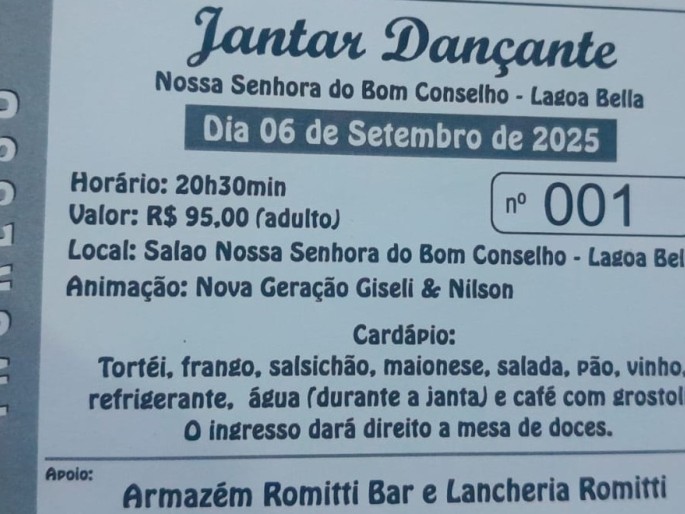 Jantar Dançante
Nossa Senhora do Bom Conselho - Lagoa Bella
Dia 06 de Setembro de 2025
Horário: 20h30min
nº 001
Valor: R$ 95,00 (adulto)
Local: Salao Nossa Senhora do Bom Conselho - Lagoa Bel
Animação: Nova Geração Giseli & Nilson
Cardápio:
Tortéi, frango, salsichão, maionese, salada, pão, vinho,
refrigerante, água (durante a janta) e café com grostol
O ingresso dará direito a mesa de doces.
Apoio:
Armazém Romitti Bar e Lancheria Romitti